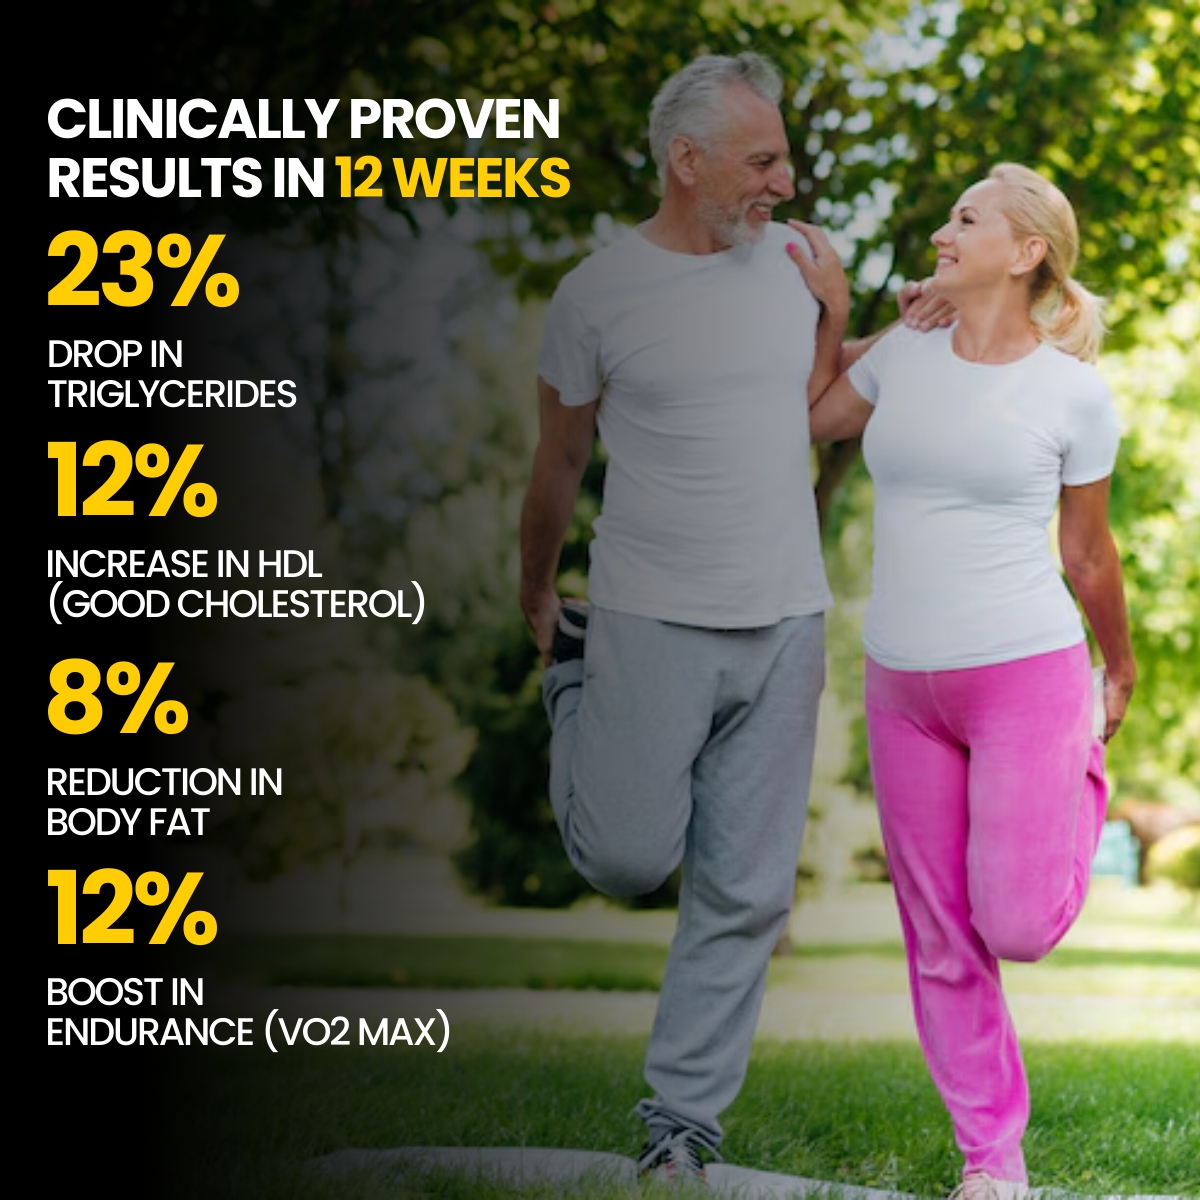 CLINICALLY PROVEN
RESULTS IN 12 WEEKS
23%
DROP IN
TRIGLYCERIDES
12%
INCREASE IN HDL
(GOOD CHOLESTEROL)
8%
REDUCTION IN
BODY FAT
12%
BOOST IN
ENDURANCE (VO2 MAX)